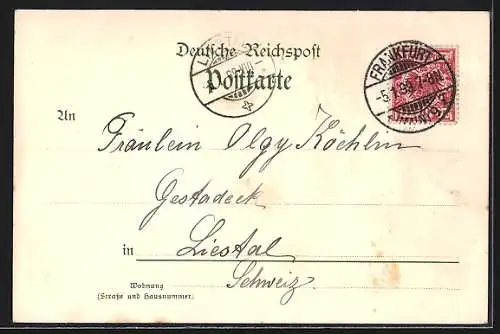 Deutsche Reichspost
Postkarte
FRANKFURT
An
Fräulein Olgy Köchlin
Gestadeck
in Liestal
Schweiz
Wohnung
(Straße und Hausnummer)